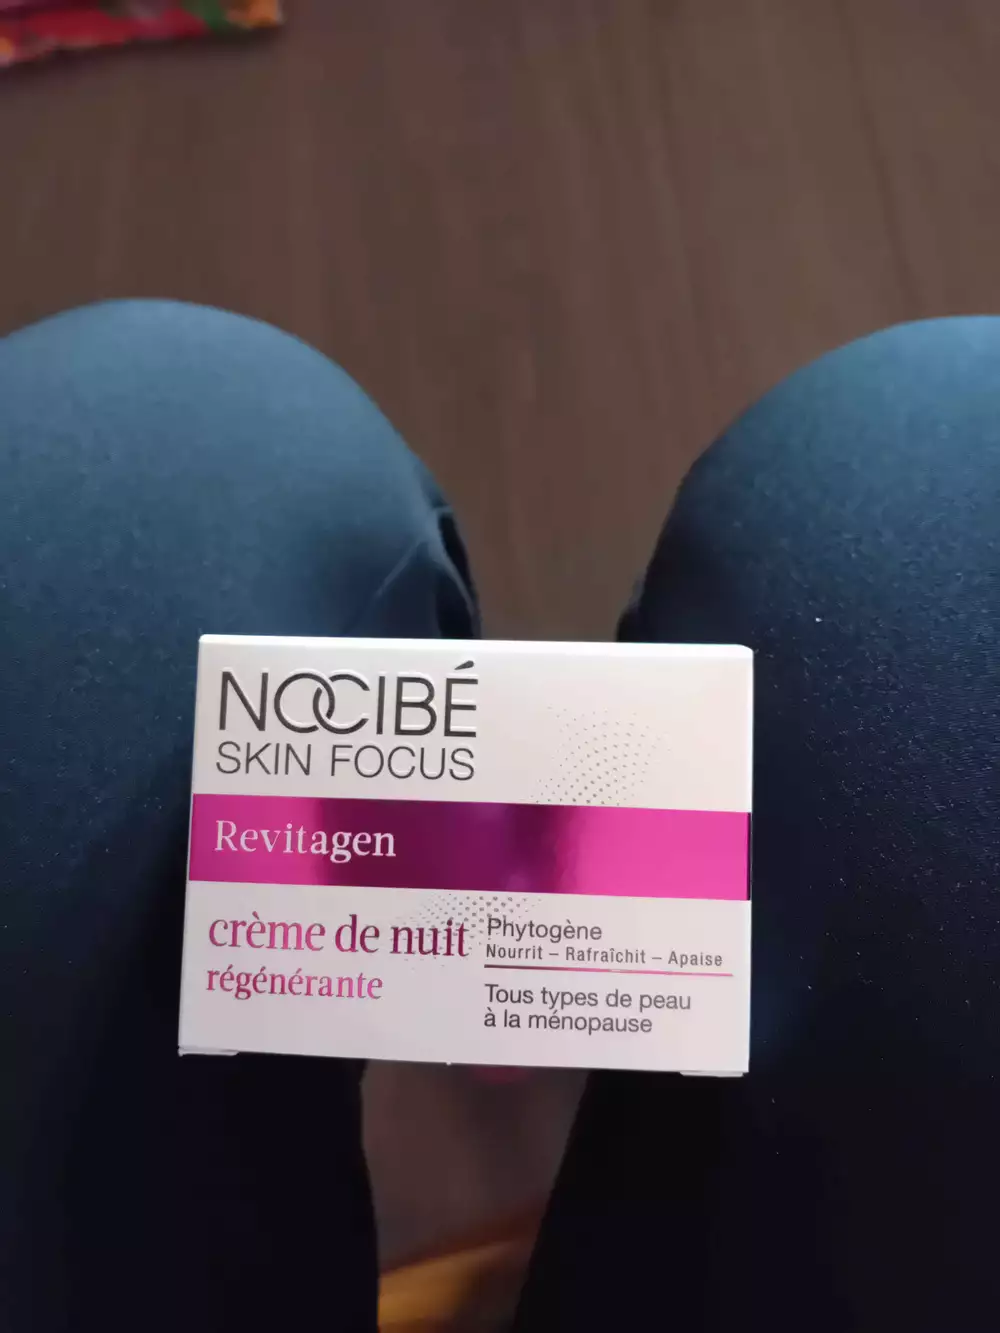 NOCIBÉ
SKIN FOCUS
Revitagen
crème de nuit
régénérante
Phytogène
Nourrit – Rafraîchit – Apaise
Tous types de peau
à la ménopause